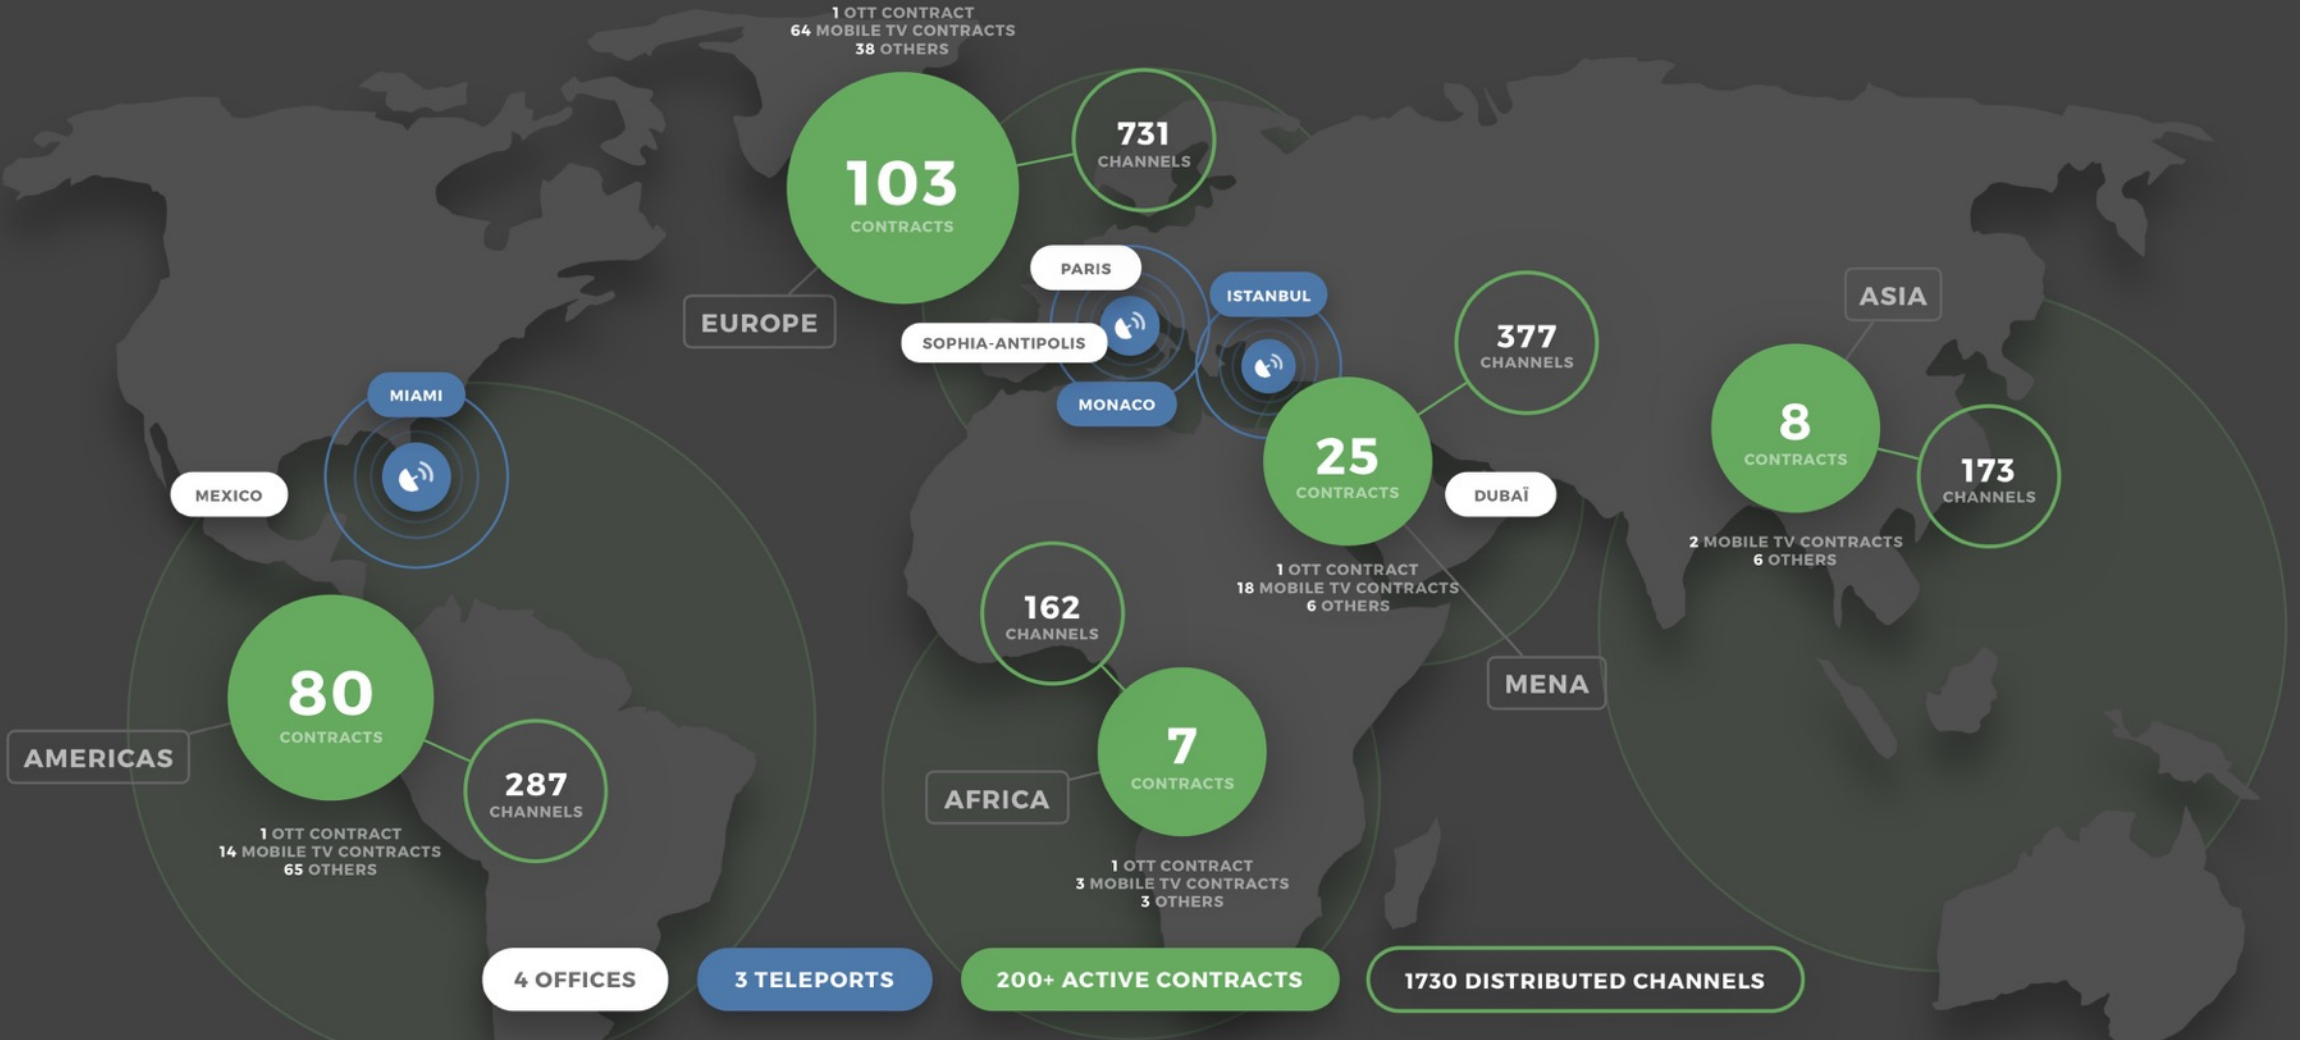 1 OTT CONTRACT
64 MOBILE TV CONTRACTS
38 OTHERS
103
CONTRACTS
731
CHANNELS
EUROPE
PARIS
SOPHIA-ANTIPOLIS
MONACO
ISTANBUL
377
CHANNELS
25
CONTRACTS
DUBAÏ
1 OTT CONTRACT
18 MOBILE TV CONTRACTS
6 OTHERS
MENA
ASIA
8
CONTRACTS
173
CHANNELS
2 MOBILE TV CONTRACTS
6 OTHERS
MIAMI
MEXICO
80
CONTRACTS
AMERICAS
287
CHANNELS
1 OTT CONTRACT
14 MOBILE TV CONTRACTS
65 OTHERS
162
CHANNELS
7
CONTRACTS
AFRICA
1 OTT CONTRACT
3 MOBILE TV CONTRACTS
3 OTHERS
4 OFFICES
3 TELEPORTS
200+ ACTIVE CONTRACTS
1730 DISTRIBUTED CHANNELS